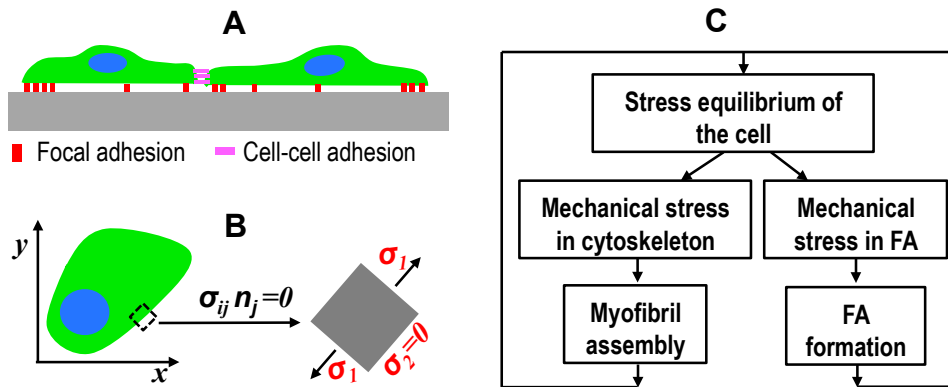 A
Focal adhesion
Cell-cell adhesion
B
y
x
σij nj=0
σ1
σ1
σ2=0
C
Stress equilibrium of
the cell
Mechanical stress
in cytoskeleton
Mechanical
stress in FA
Myofibril
assembly
FA
formation